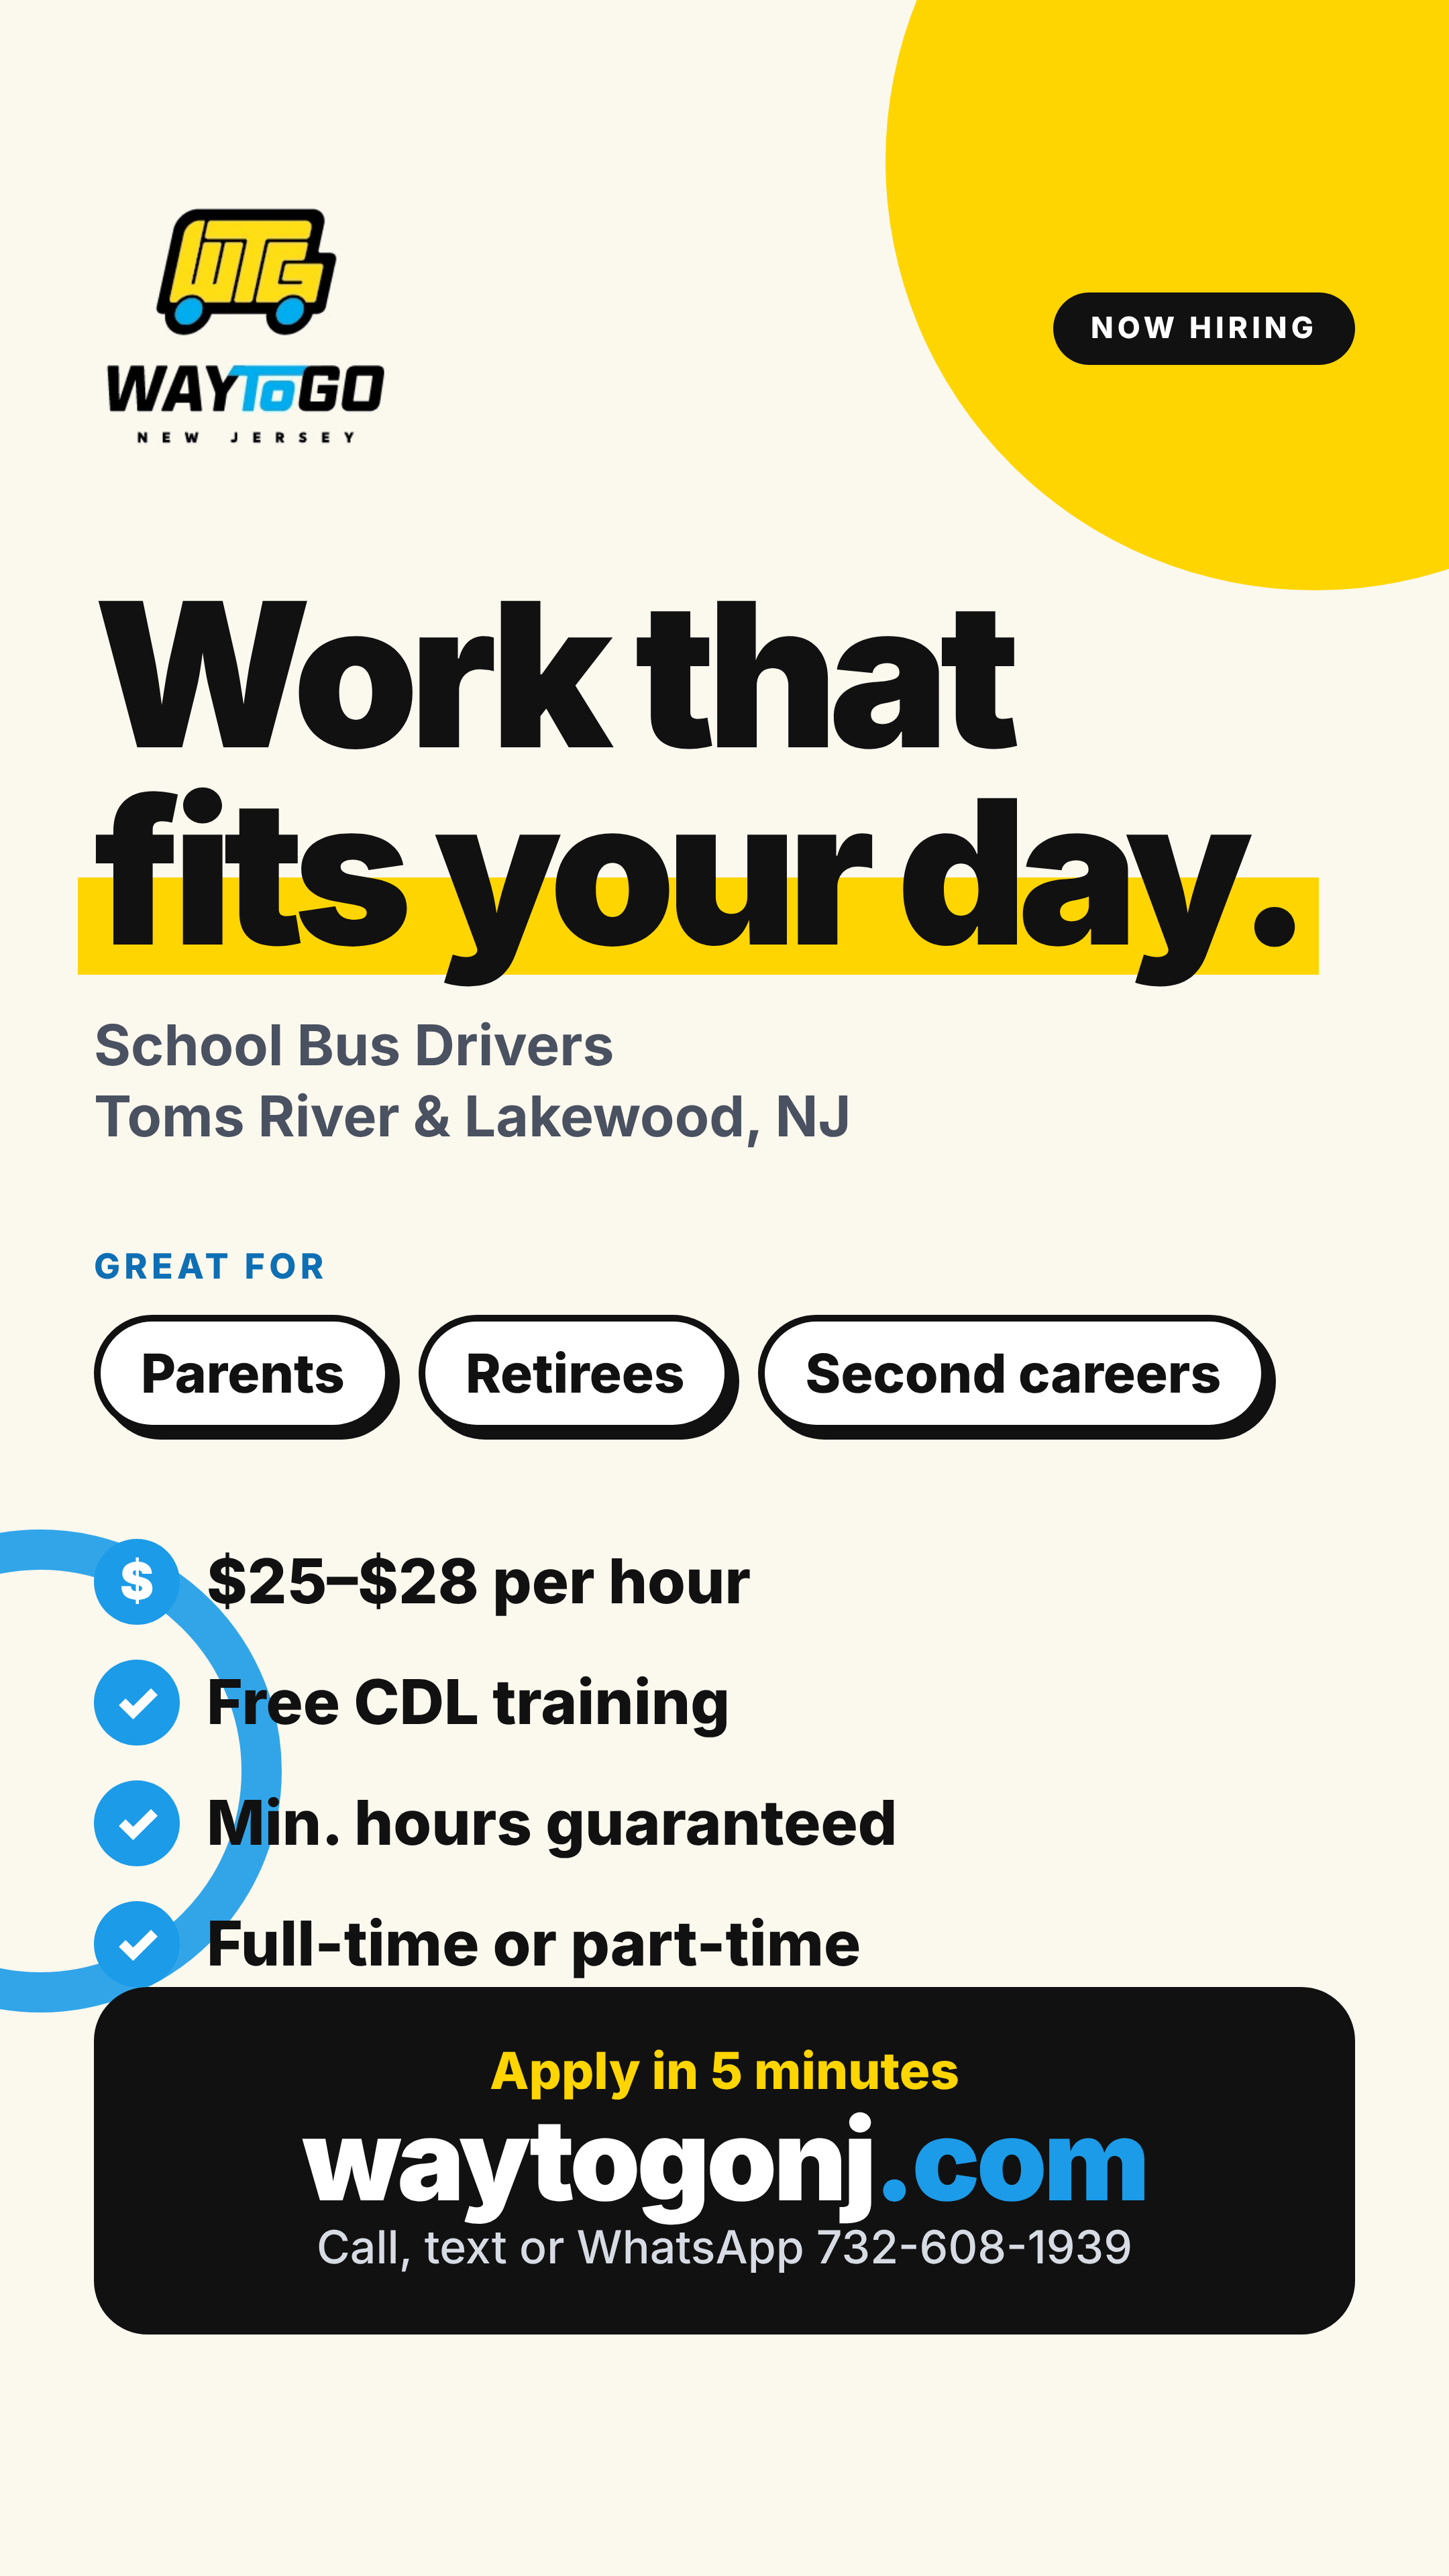 WTG
WAYToGO
NEW JERSEY
NOW HIRING
Work that
fits your day.
School Bus Drivers
Toms River & Lakewood, NJ
GREAT FOR
Parents
Retirees
Second careers
$
$25–$28 per hour
Free CDL training
Min. hours guaranteed
Full-time or part-time
Apply in 5 minutes
waytogonj.com
Call, text or WhatsApp 732-608-1939